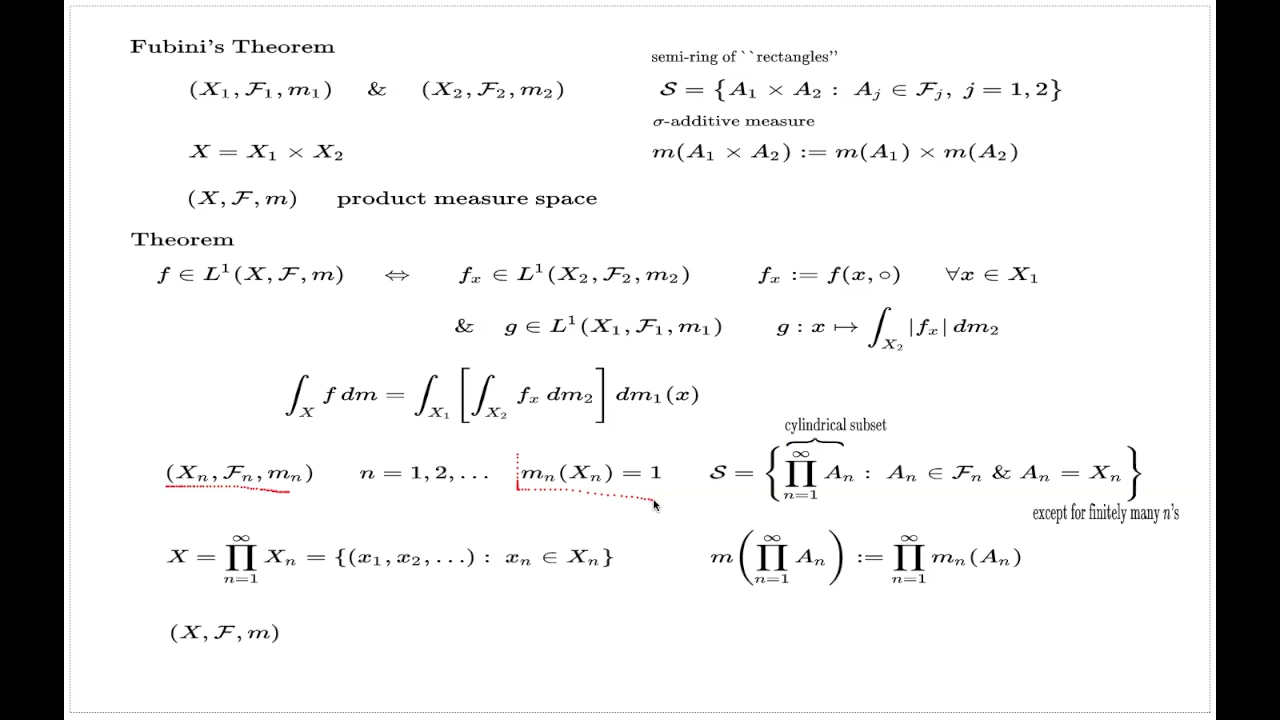 Fubini's Theorem
semi-ring of ``rectangles''
(X₁, ℱ₁, m₁) & (X₂, ℱ₂, m₂) 𝒮 = {A₁ × A₂ : Aⱼ ∈ ℱⱼ, j = 1, 2}
σ-additive measure
X = X₁ × X₂ m(A₁ × A₂) := m(A₁) × m(A₂)
(X, ℱ, m) product measure space
Theorem
f ∈ L¹(X, ℱ, m) ⇔ fₓ ∈ L¹(X₂, ℱ₂, m₂) fₓ := f(x, ∘) ∀x ∈ X₁
& g ∈ L¹(X₁, ℱ₁, m₁) g : x ↦ ∫_{X₂} |fₓ| dm₂
∫_X f dm = ∫_{X₁} [∫_{X₂} fₓ dm₂] dm₁(x)
cylindrical subset
(Xₙ, ℱₙ, mₙ) n = 1, 2, . . . mₙ(Xₙ) = 1 𝒮 = {∏_{n=1}^{∞} Aₙ : Aₙ ∈ ℱₙ & Aₙ = Xₙ}
except for finitely many n's
X = ∏_{n=1}^{∞} Xₙ = {(x₁, x₂, . . .) : xₙ ∈ Xₙ} m(∏_{n=1}^{∞} Aₙ) := ∏_{n=1}^{∞} mₙ(Aₙ)
(X, ℱ, m)